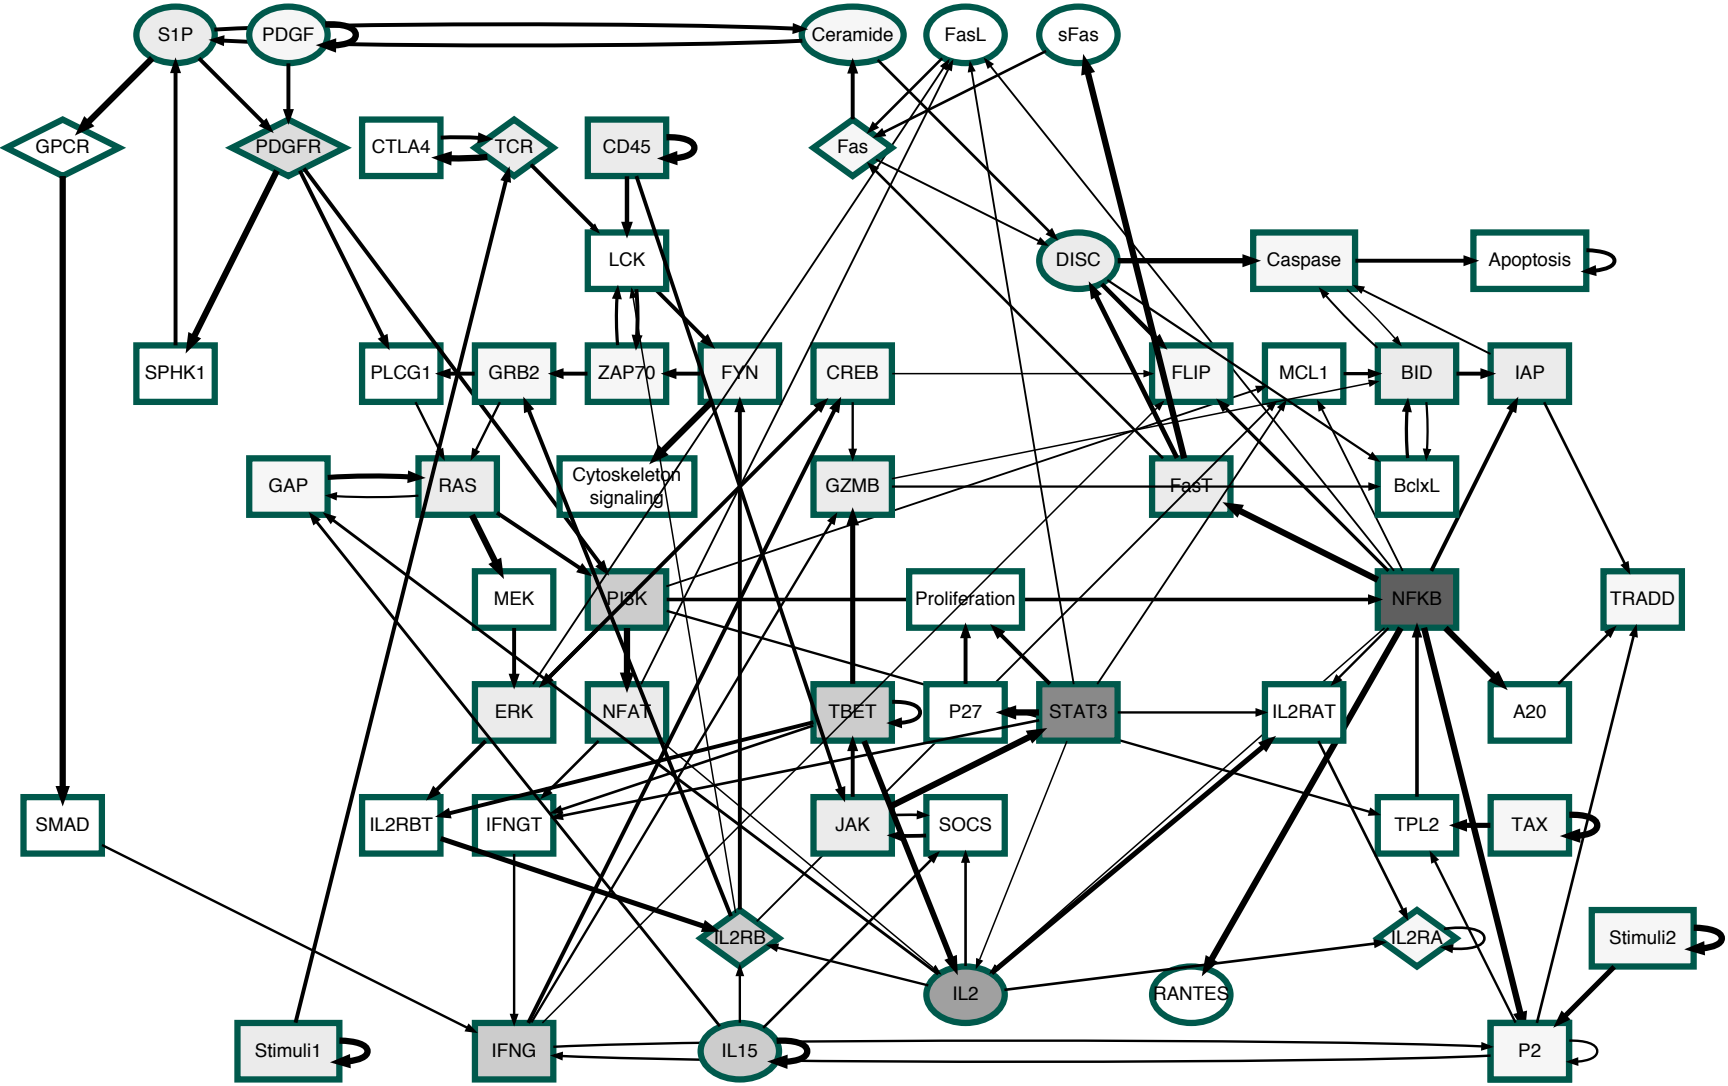 S1P
PDGF
Ceramide
FasL
sFas
GPCR
PDGFR
CTLA4
TCR
CD45
Fas
LCK
DISC
Caspase
Apoptosis
SPHK1
PLCG1
GRB2
ZAP70
FYN
CREB
FLIP
MCL1
BID
IAP
GAP
RAS
Cytoskeleton
signaling
GZMB
FasT
BclxL
MEK
PI3K
Proliferation
NFKB
TRADD
ERK
NFAT
TBET
P27
STAT3
IL2RAT
A20
SMAD
IL2RBT
IFNGT
JAK
SOCS
TPL2
TAX
IL2RB
IL2RA
Stimuli2
IL2
RANTES
Stimuli1
IFNG
IL15
P2